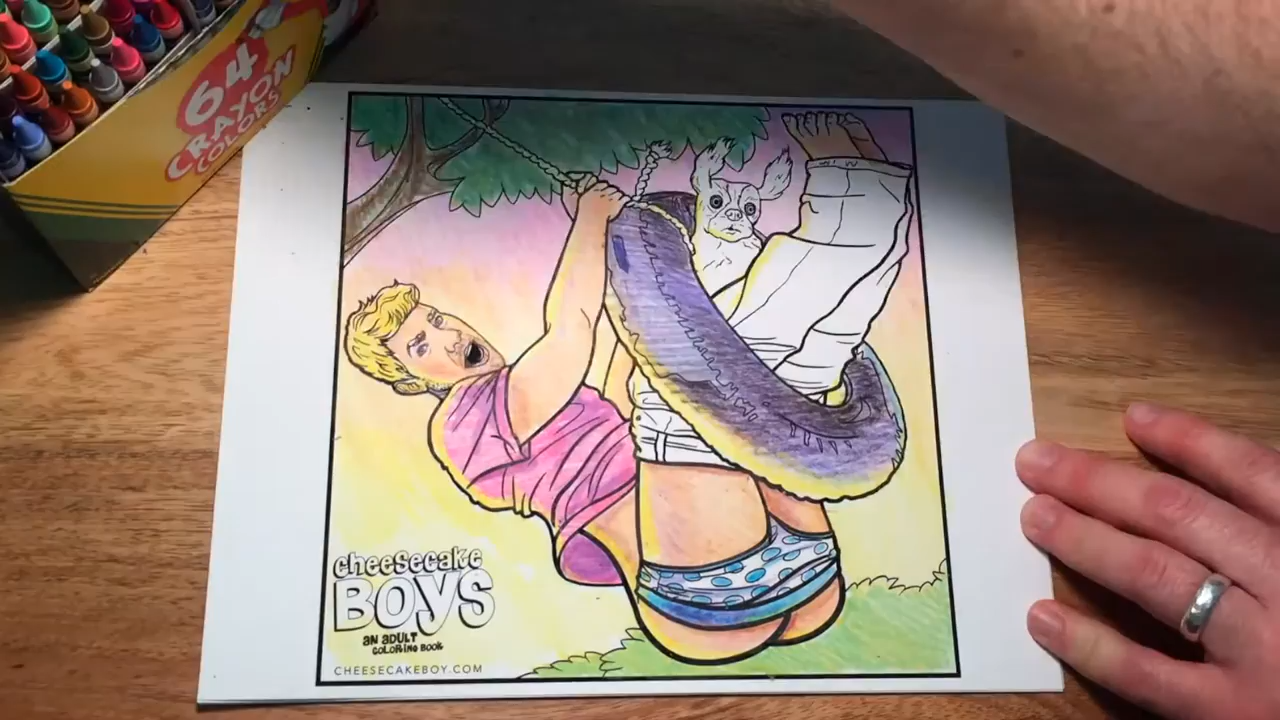 64
CRAYON
COLORS
cheesecake
BOYS
AN ADULT
COLORING BOOK
CHEESECAKEBOY.COM